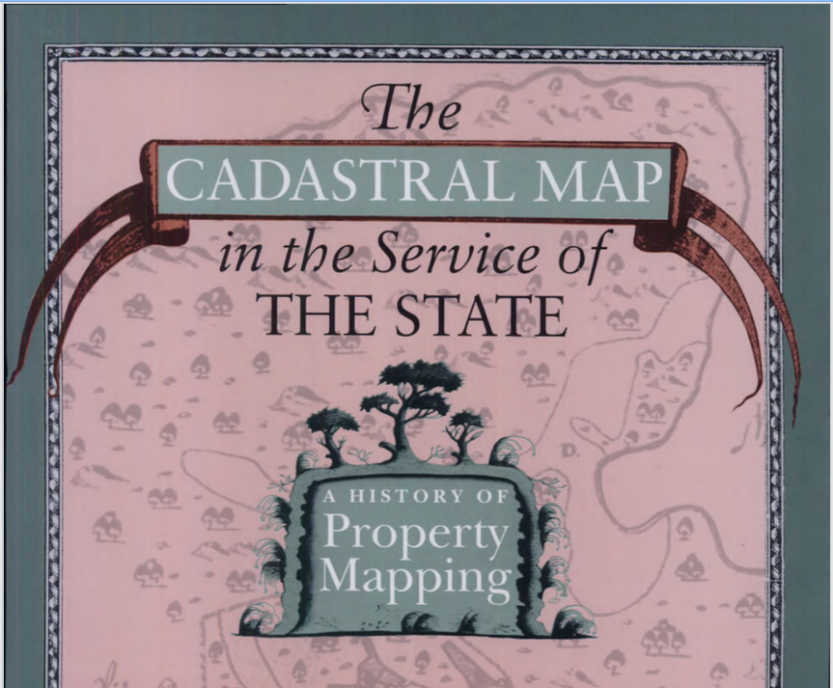 The
CADASTRAL MAP
in the Service of
THE STATE
D.
A HISTORY OF
Property
Mapping